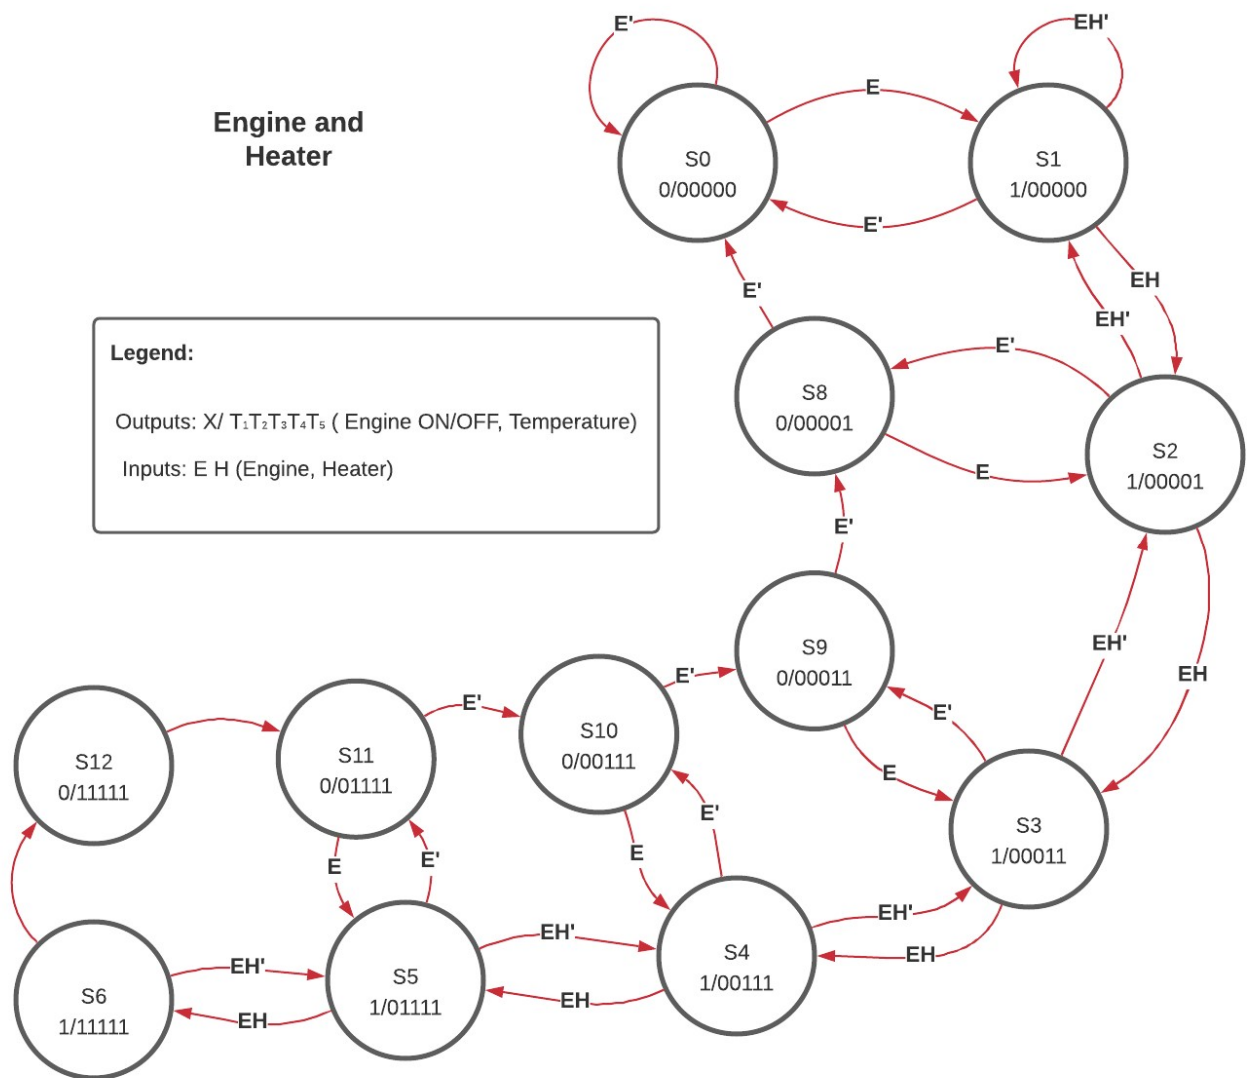 Engine and
Heater
E'
EH'
E
S0
0/00000
S1
1/00000
E'
EH
E'
EH'
Legend:
Outputs: X/ T₁T₂T₃T₄T₅ ( Engine ON/OFF, Temperature)
Inputs: E H (Engine, Heater)
E'
S8
0/00001
S2
1/00001
E
E'
S9
0/00011
EH'
EH
E'
E'
E'
S10
0/00111
S11
0/01111
S12
0/11111
E
E'
S3
1/00011
E
E'
E
EH'
EH
EH'
S4
1/00111
EH
EH'
S5
1/01111
S6
1/11111
EH